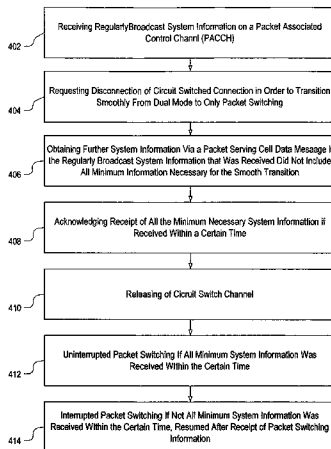 Receiving RegularlyBroadcast System Information on a Packet Associated
Control Channl (PACCH)
402
Requesting Disconnection of Circuit Switched Connection in Order to Transition
Smoothly From Dual Mode to Only Packet Switching
404
Obtaining Further System Information Via a Packet Serving Cell Data Message I
the Regularly Broadcast System Information that Was Received Did Not Include
All Minimum Information Necessary for the Smooth Transition
406
Acknowledging Receipt of All the Minimum Necessary System Information if
Received Within a Certain Time
408
Releasing of Cicruit Switch Channel
410
Uninterrupted Packet Switching If All Minimum System Information Was
Received Within the Certain Time
412
Interrupted Packet Switching If Not All Minimum System Information Was
Received Within the Certain Time, Resumed After Receipt of Packet Switching
Information
414